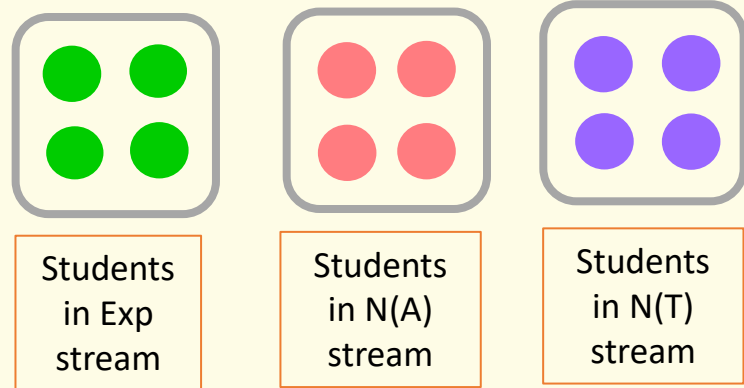 Students
in Exp
stream
Students
in N(A)
stream
Students
in N(T)
stream